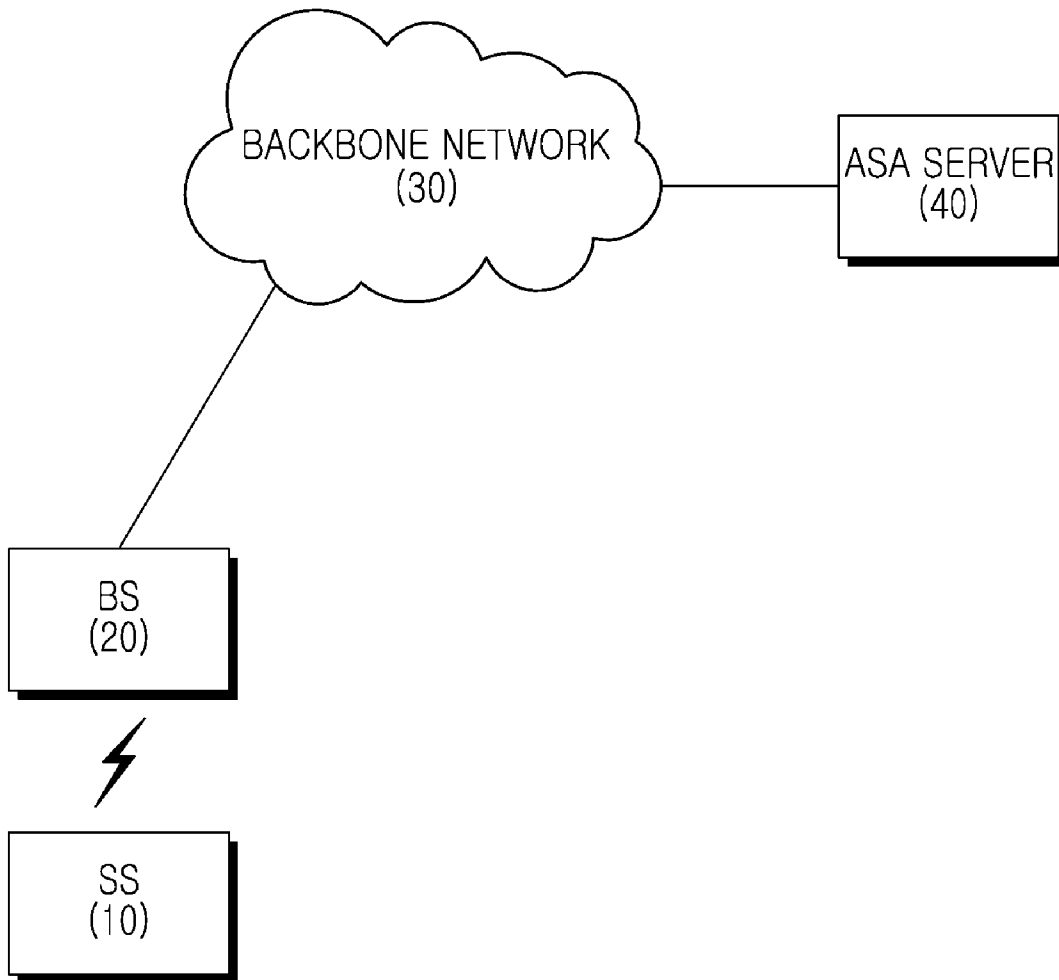 BACKBONE NETWORK
(30)
ASA SERVER
(40)
BS
(20)
SS
(10)